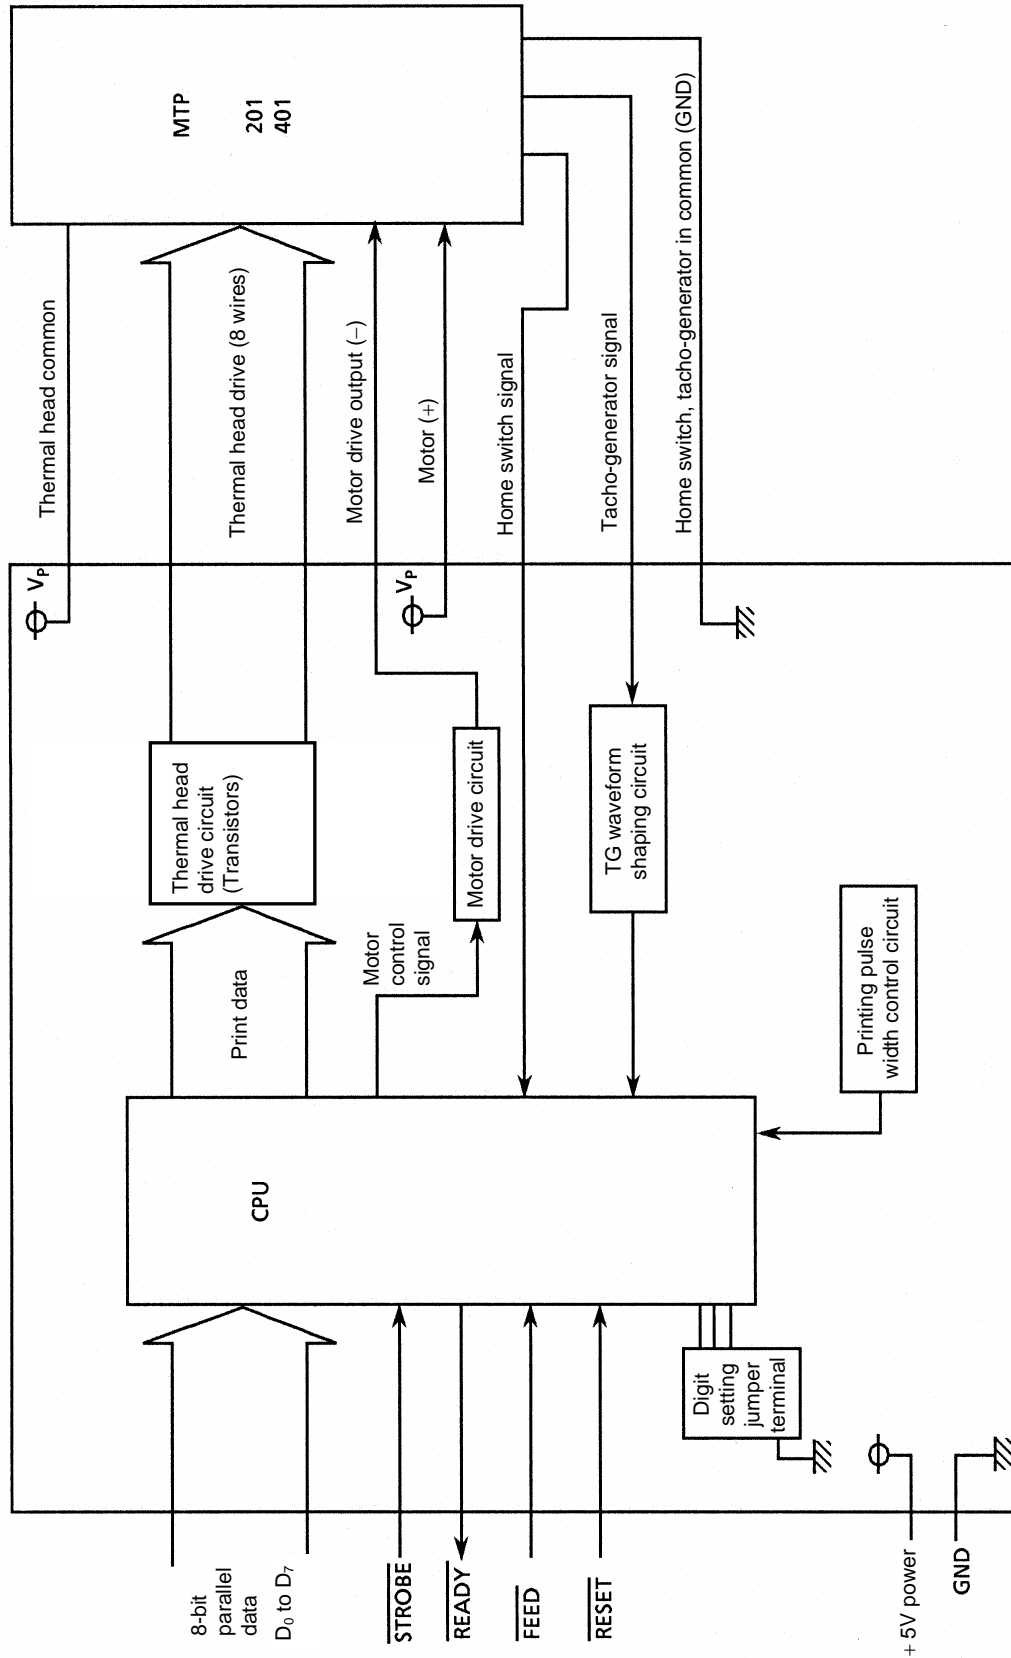 8-bit
parallel
data
D0 to D7
STROBE
READY
FEED
RESET
+ 5V power
GND
Digit
setting
jumper
terminal
CPU
Print data
Motor
control
signal
Printing pulse
width control circuit
Thermal head
drive circuit
(Transistors)
Motor drive circuit
TG waveform
shaping circuit
VP
VP
Thermal head common
Thermal head drive (8 wires)
Motor drive output (–)
Motor (+)
Home switch signal
Tacho-generator signal
Home switch, tacho-generator in common (GND)
MTP
201
401